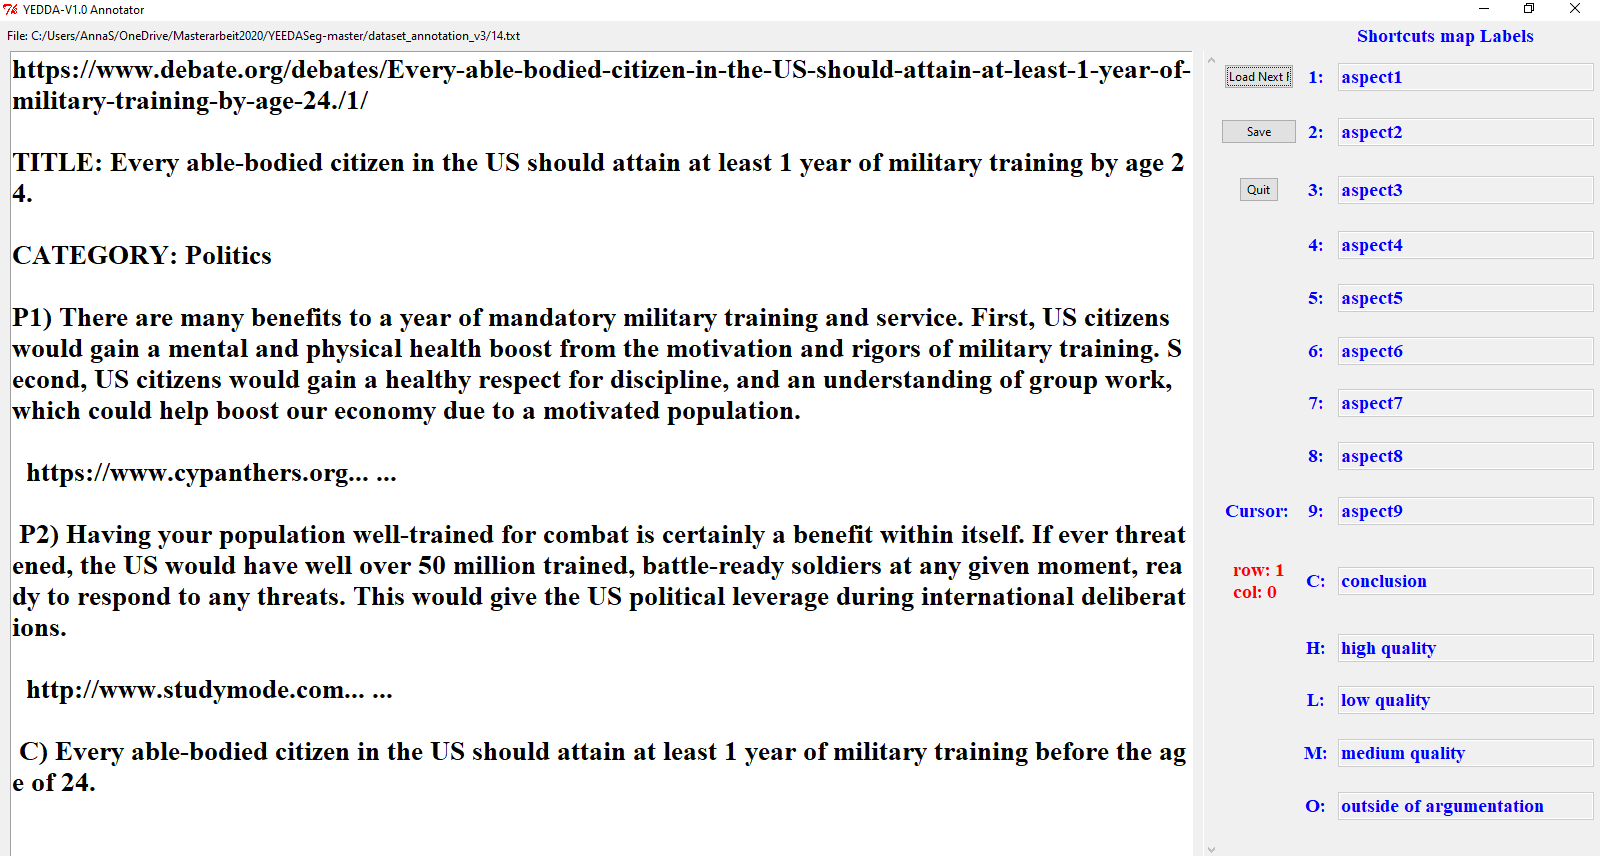 YEDDA-V1.0 Annotator
File: C:/Users/AnnaS/OneDrive/Masterarbeit2020/YEEDASeg-master/dataset_annotation_v3/14.txt
https://www.debate.org/debates/Every-able-bodied-citizen-in-the-US-should-attain-at-least-1-year-of-
military-training-by-age-24./1/
TITLE: Every able-bodied citizen in the US should attain at least 1 year of military training by age 2
4.
CATEGORY: Politics
P1) There are many benefits to a year of mandatory military training and service. First, US citizens
would gain a mental and physical health boost from the motivation and rigors of military training. S
econd, US citizens would gain a healthy respect for discipline, and an understanding of group work,
which could help boost our economy due to a motivated population.
https://www.cypanthers.org... ...
P2) Having your population well-trained for combat is certainly a benefit within itself. If ever threat
ened, the US would have well over 50 million trained, battle-ready soldiers at any given moment, rea
dy to respond to any threats. This would give the US political leverage during international deliberat
ions.
http://www.studymode.com... ...
C) Every able-bodied citizen in the US should attain at least 1 year of military training before the ag
e of 24.
Shortcuts map Labels
Load Next F
1: aspect1
Save
2: aspect2
Quit
3: aspect3
4: aspect4
5: aspect5
6: aspect6
7: aspect7
8: aspect8
Cursor:
9: aspect9
row: 1
col: 0
C: conclusion
H: high quality
L: low quality
M: medium quality
O: outside of argumentation